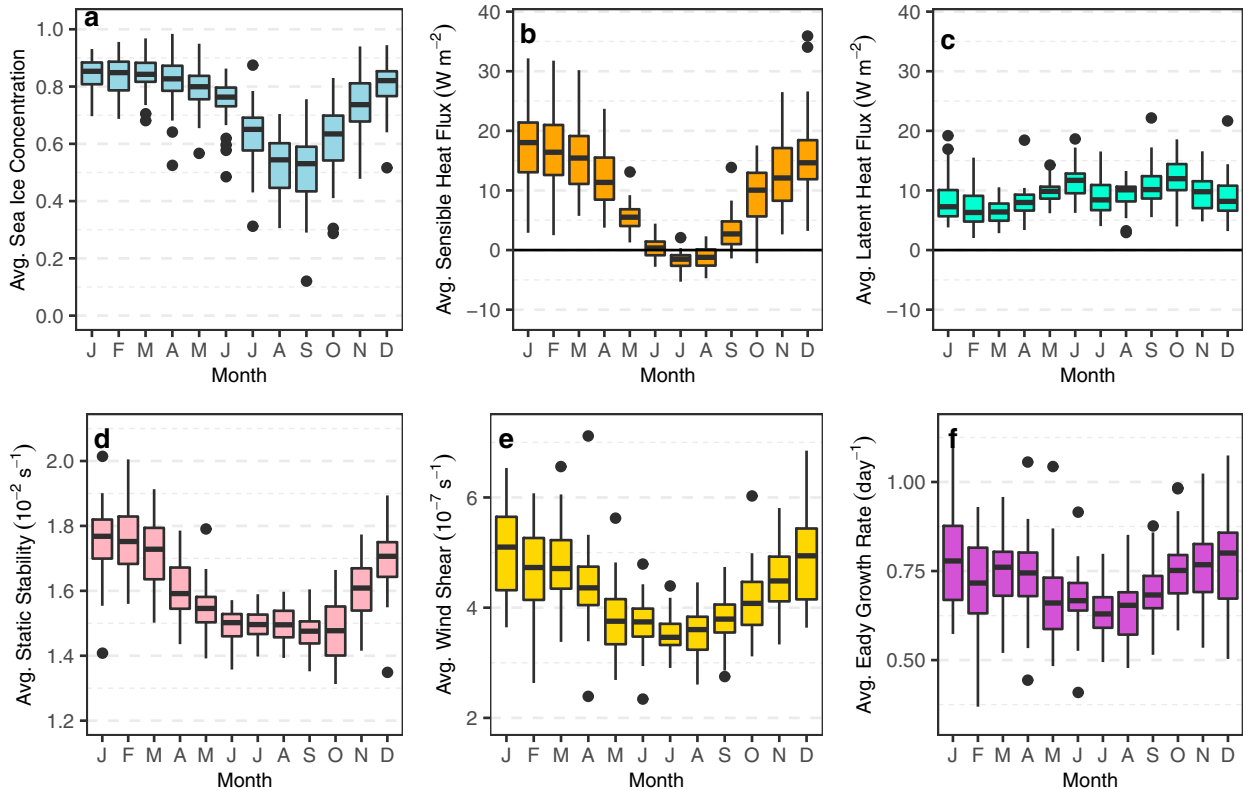 a
Avg. Sea Ice Concentration
1.0
0.8
0.6
0.4
0.2
0.0
J F M A M J J A S O N D
Month
b
Avg. Sensible Heat Flux (W m⁻²)
40
30
20
10
0
−10
J F M A M J J A S O N D
Month
c
Avg. Latent Heat Flux (W m⁻²)
40
30
20
10
0
−10
J F M A M J J A S O N D
Month
d
Avg. Static Stability (10⁻² s⁻¹)
2.0
1.8
1.6
1.4
1.2
J F M A M J J A S O N D
Month
e
Avg. Wind Shear (10⁻⁷ s⁻¹)
6
4
2
J F M A M J J A S O N D
Month
f
Avg. Eady Growth Rate (day⁻¹)
1.00
0.75
0.50
J F M A M J J A S O N D
Month